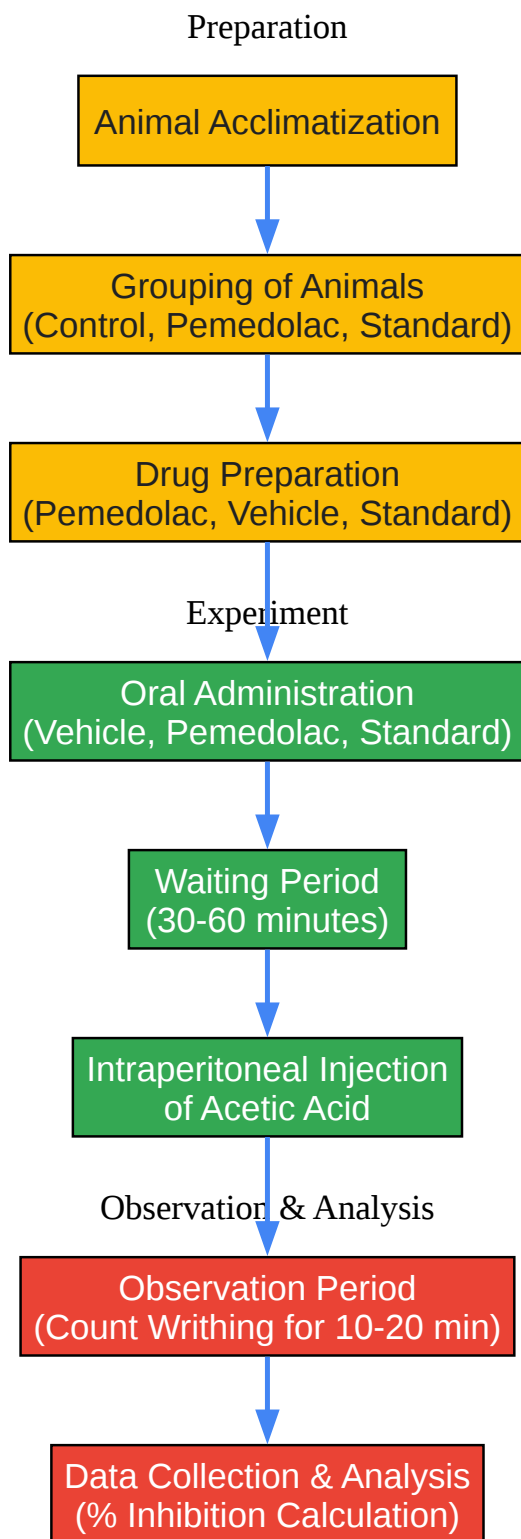 Preparation
Animal Acclimatization
Grouping of Animals
(Control, Pemedolac, Standard)
Drug Preparation
(Pemedolac, Vehicle, Standard)
Experiment
Oral Administration
(Vehicle, Pemedolac, Standard)
Waiting Period
(30-60 minutes)
Intraperitoneal Injection
of Acetic Acid
Observation & Analysis
Observation Period
(Count Writhing for 10-20 min)
Data Collection & Analysis
(% Inhibition Calculation)